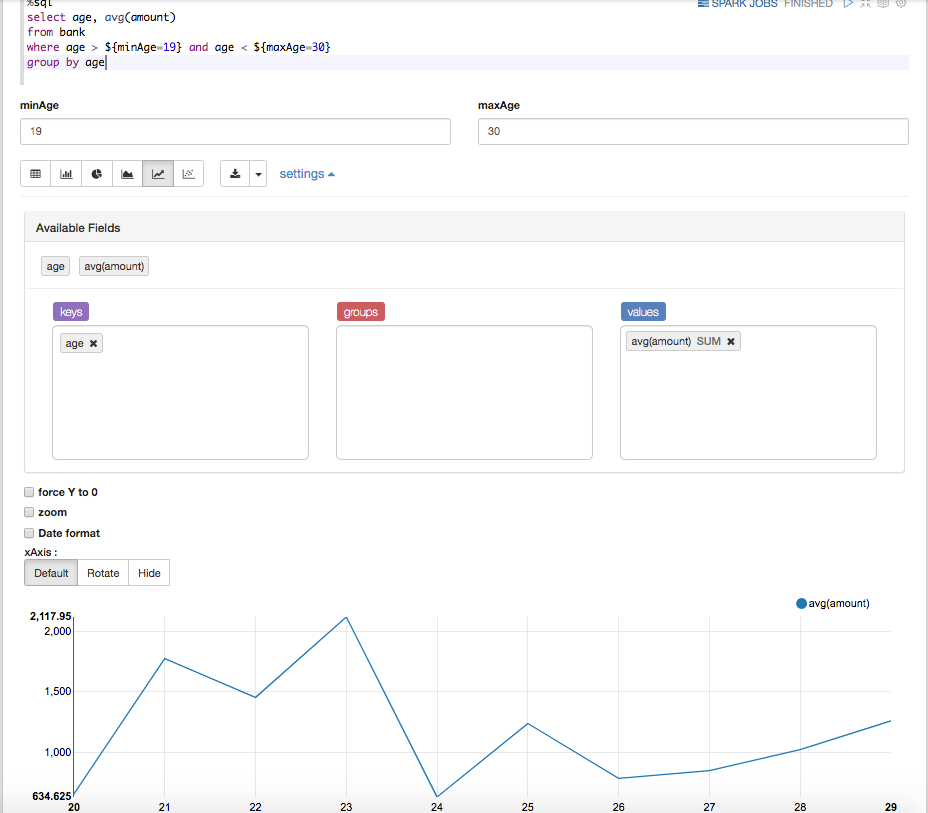 %sql
SPARK JOBS FINISHED
select age, avg(amount)
from bank
where age > ${minAge=19} and age < ${maxAge=30}
group by age
minAge maxAge
19 30
settings
Available Fields
age avg(amount)
keys groups values
age ✖ avg(amount) SUM ✖
force Y to 0
zoom
Date format
xAxis :
Default Rotate Hide
avg(amount)
2,117.95
2,000
1,500
1,000
634.625
20 21 22 23 24 25 26 27 28 29